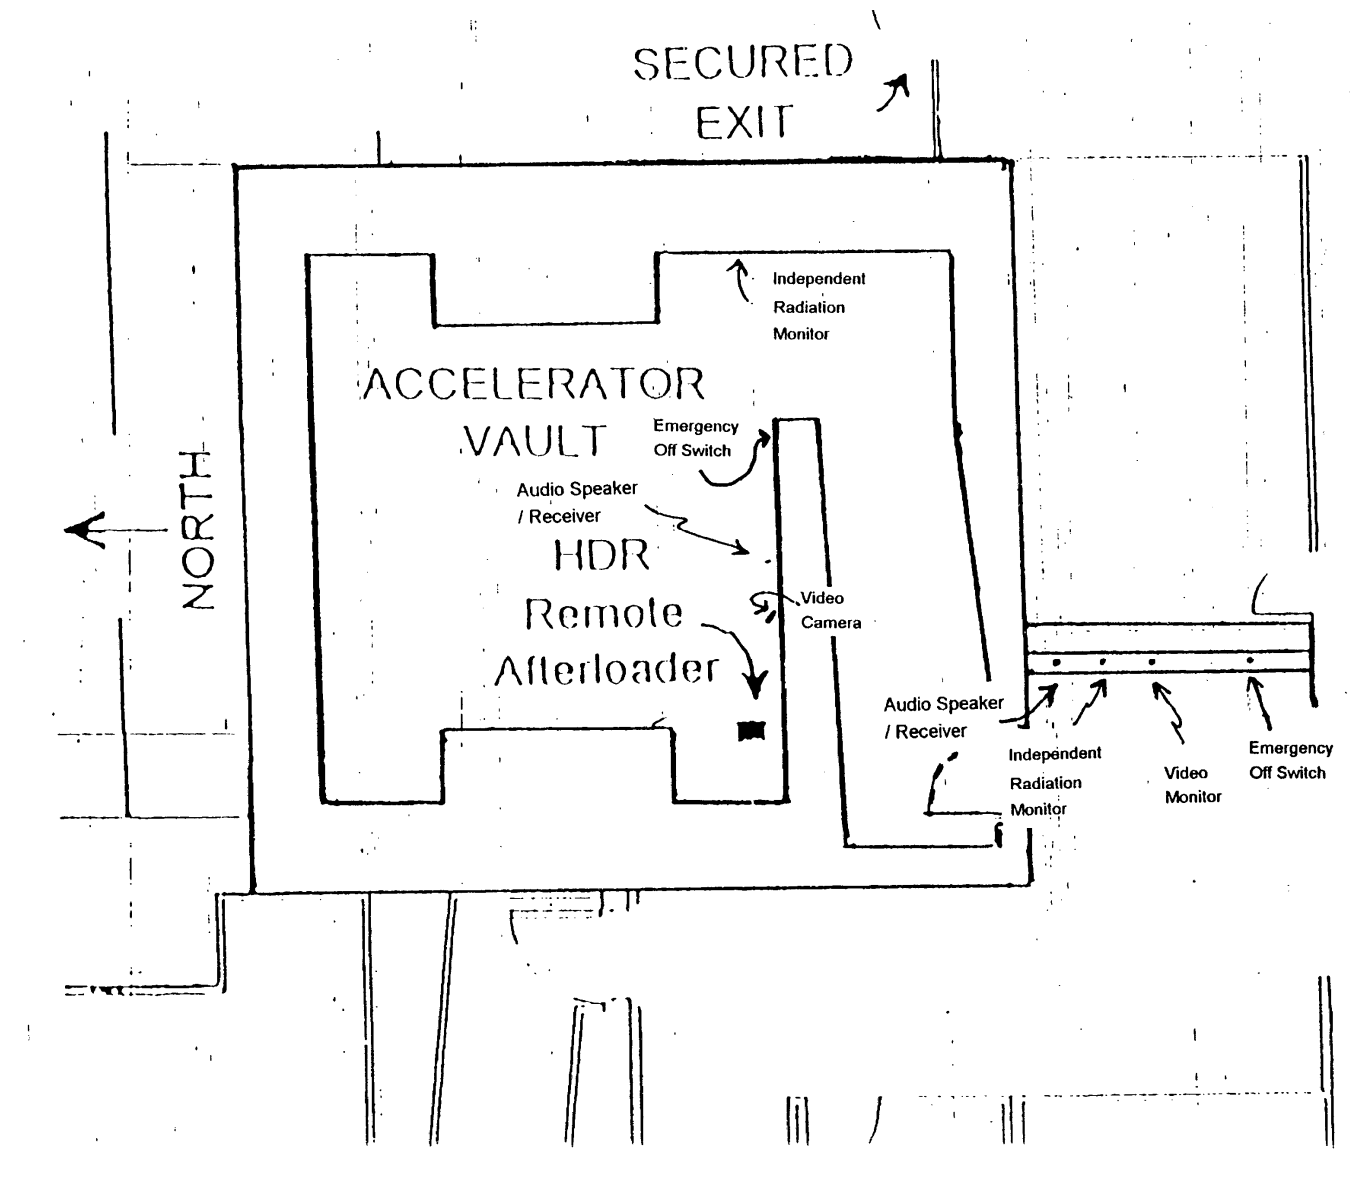 SECURED
EXIT
Independent
Radiation
Monitor
ACCELERATOR
VAULT
Emergency
Off Switch
NORTH
Audio Speaker
/ Receiver
HDR
Remote
Afterloader
Video
Camera
Audio Speaker
/ Receiver
Independent
Radiation
Monitor
Video
Monitor
Emergency
Off Switch